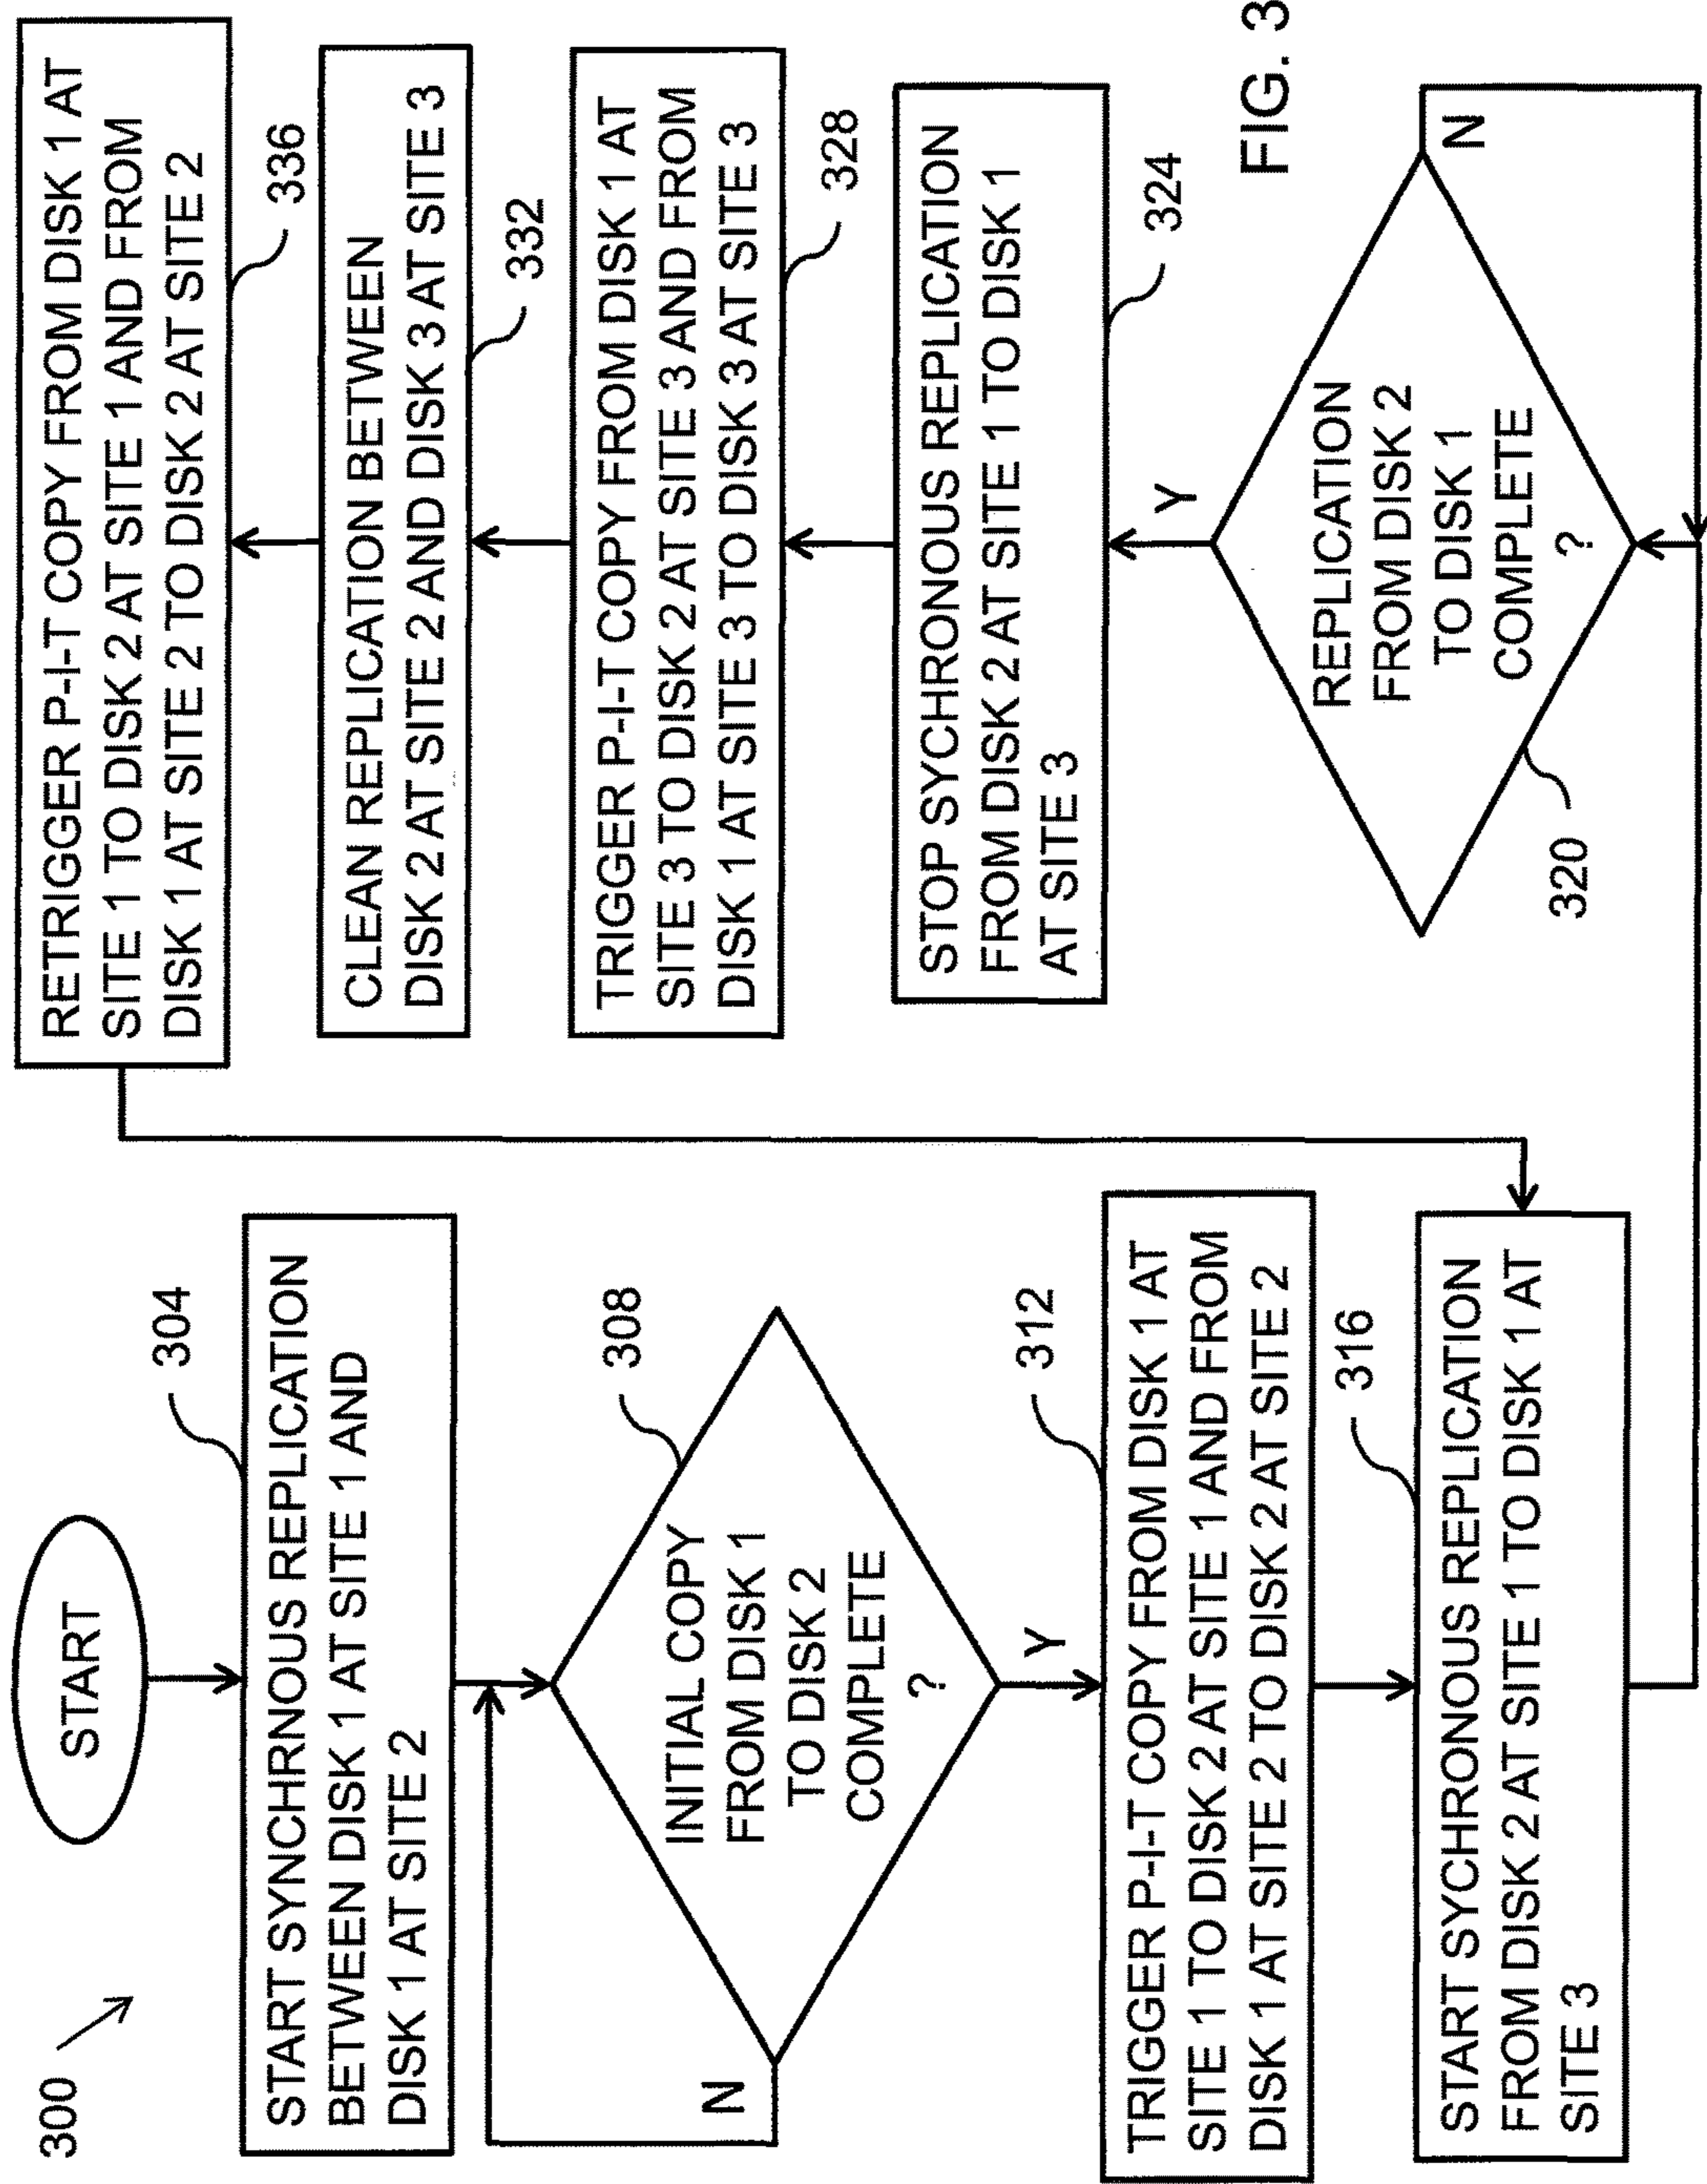 300
START
304
START SYNCHRNOUS REPLICATION
BETWEEN DISK 1 AT SITE 1 AND
DISK 1 AT SITE 2
308
INITIAL COPY
FROM DISK 1
TO DISK 2
COMPLETE
?
N
Y
312
TRIGGER P-I-T COPY FROM DISK 1 AT
SITE 1 TO DISK 2 AT SITE 1 AND FROM
DISK 1 AT SITE 2 TO DISK 2 AT SITE 2
316
START SYCHRONOUS REPLICATION
FROM DISK 2 AT SITE 1 TO DISK 1 AT
SITE 3
320
REPLICATION
FROM DISK 2
TO DISK 1
COMPLETE
?
N
Y
324
STOP SYCHRONOUS REPLICATION
FROM DISK 2 AT SITE 1 TO DISK 1
AT SITE 3
328
TRIGGER P-I-T COPY FROM DISK 1 AT
SITE 3 TO DISK 2 AT SITE 3 AND FROM
DISK 1 AT SITE 3 TO DISK 3 AT SITE 3
332
CLEAN REPLICATION BETWEEN
DISK 2 AT SITE 2 AND DISK 3 AT SITE 3
336
RETRIGGER P-I-T COPY FROM DISK 1 AT
SITE 1 TO DISK 2 AT SITE 1 AND FROM
DISK 1 AT SITE 2 TO DISK 2 AT SITE 2
FIG. 3